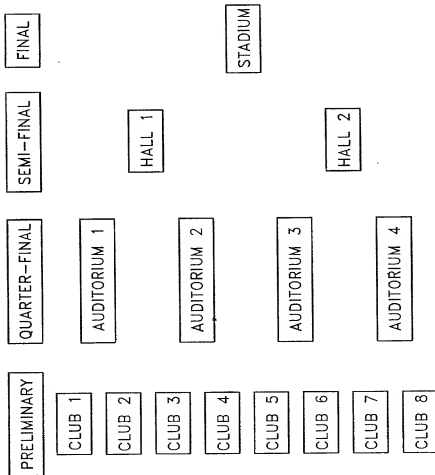 PRELIMINARY
QUARTER-FINAL
SEMI-FINAL
FINAL
CLUB 1
CLUB 2
CLUB 3
CLUB 4
CLUB 5
CLUB 6
CLUB 7
CLUB 8
AUDITORIUM 1
AUDITORIUM 2
AUDITORIUM 3
AUDITORIUM 4
HALL 1
HALL 2
STADIUM